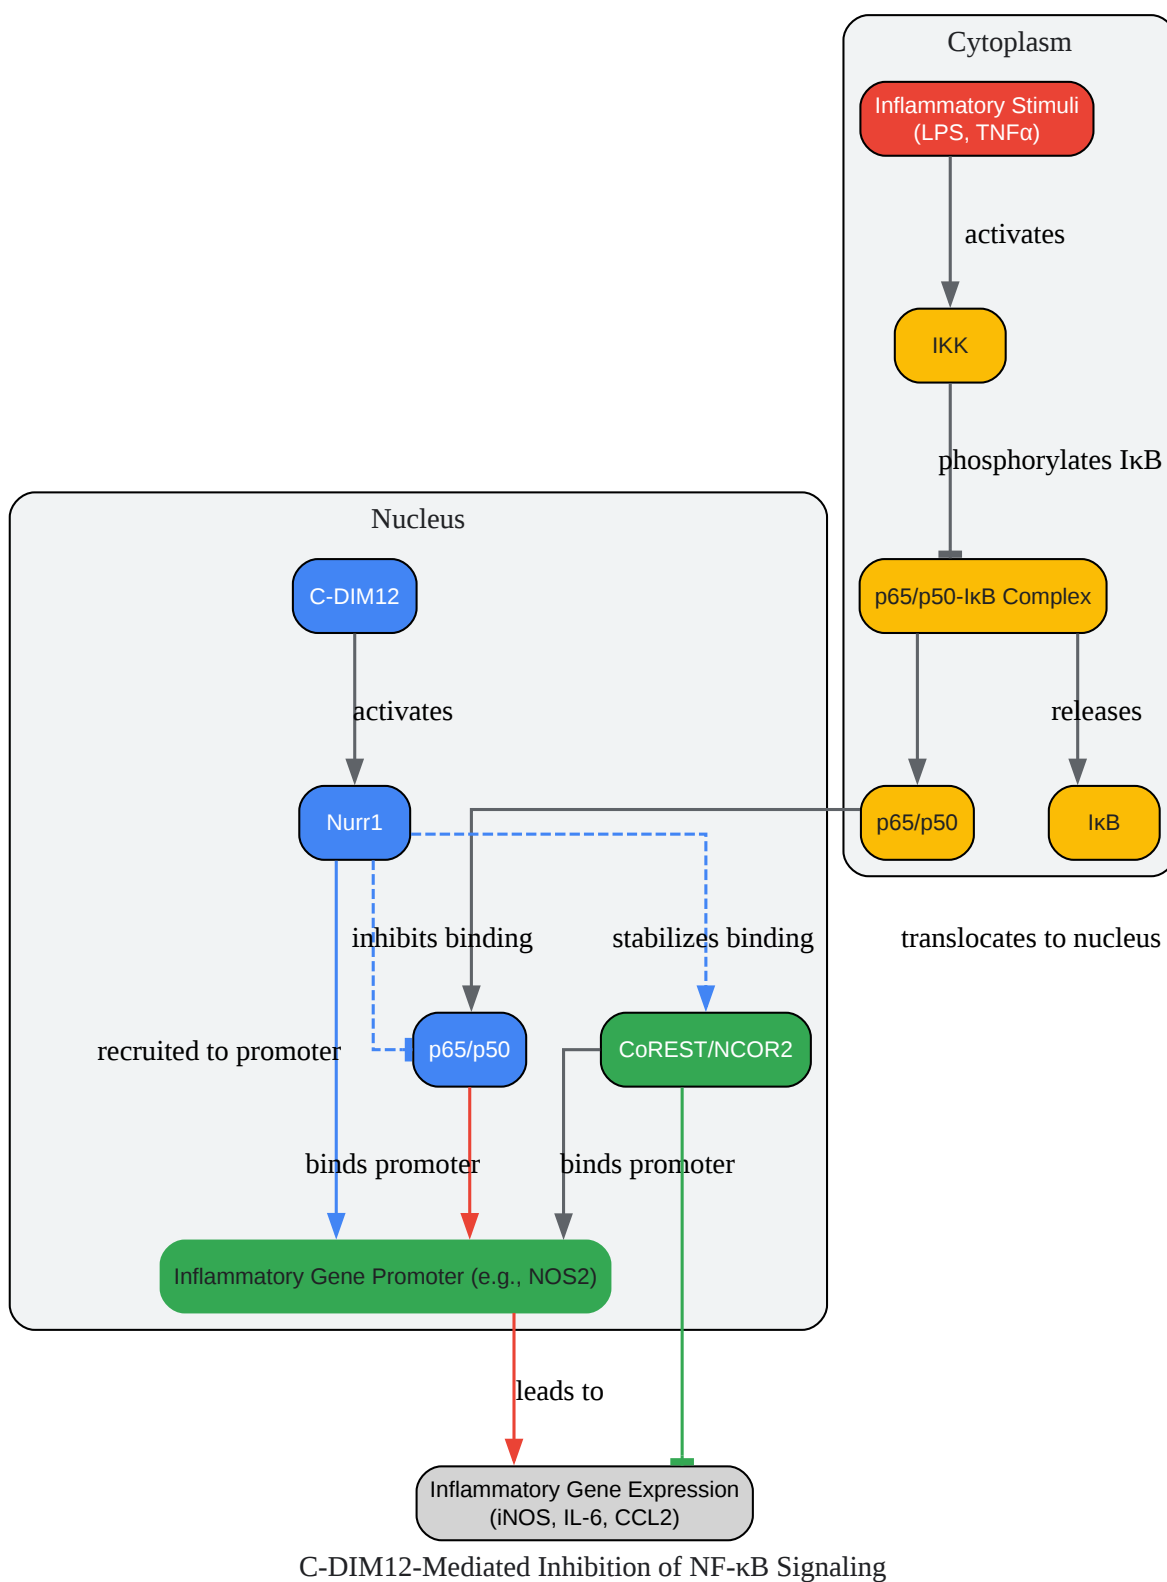 Cytoplasm
Inflammatory Stimuli
(LPS, TNFα)
activates
IKK
phosphorylates IκB
Nucleus
C-DIM12
p65/p50-IκB Complex
activates
releases
Nurr1
p65/p50
IκB
inhibits binding
stabilizes binding
translocates to nucleus
recruited to promoter
p65/p50
CoREST/NCOR2
binds promoter
binds promoter
Inflammatory Gene Promoter (e.g., NOS2)
leads to
Inflammatory Gene Expression
(iNOS, IL-6, CCL2)
C-DIM12-Mediated Inhibition of NF-κB Signaling